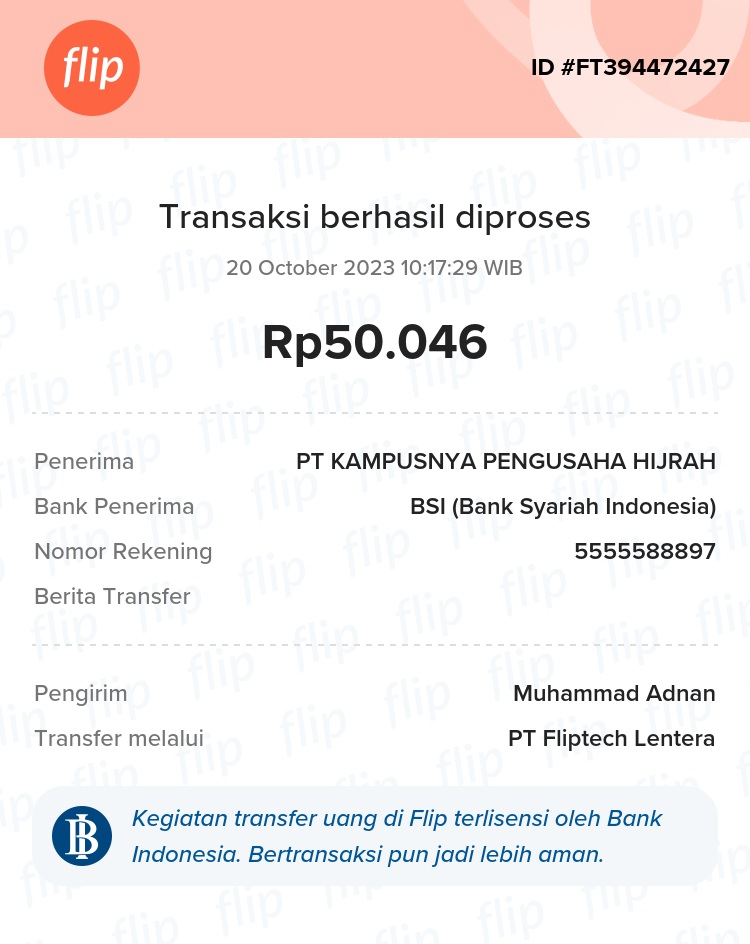 flip
ID #FT394472427
Transaksi berhasil diproses
20 October 2023 10:17:29 WIB
Rp50.046
Penerima PT KAMPUSNYA PENGUSAHA HIJRAH
Bank Penerima BSI (Bank Syariah Indonesia)
Nomor Rekening 5555588897
Berita Transfer
Pengirim Muhammad Adnan
Transfer melalui PT Fliptech Lentera
Kegiatan transfer uang di Flip terlisensi oleh Bank
Indonesia. Bertransaksi pun jadi lebih aman.